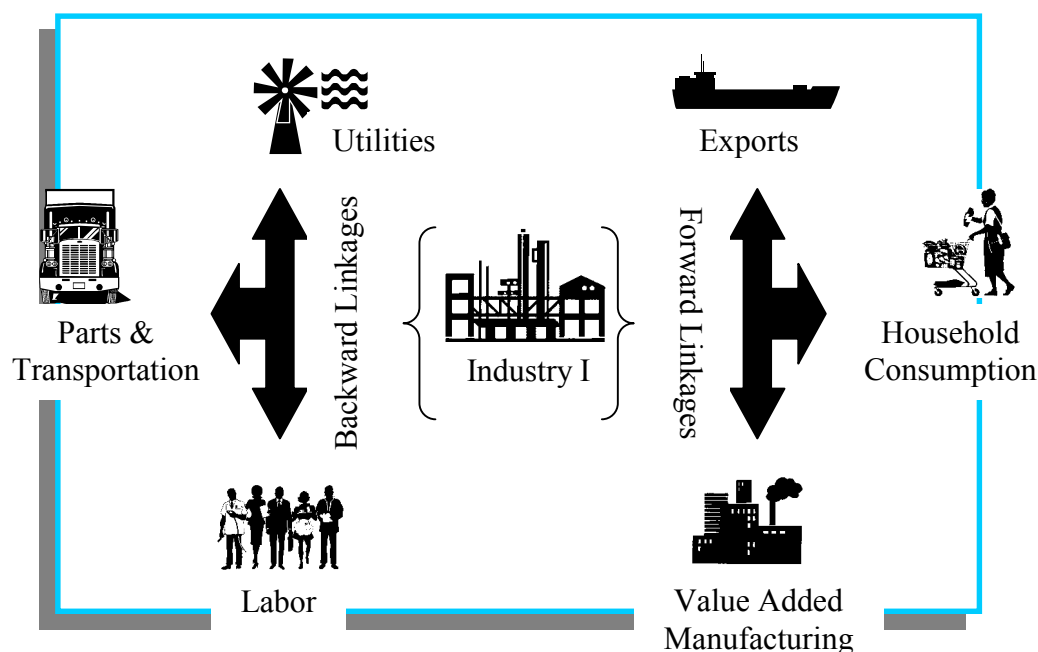 Utilities
Exports
Backward Linkages
Forward Linkages
Parts &
Transportation
Industry I
Household
Consumption
Labor
Value Added
Manufacturing